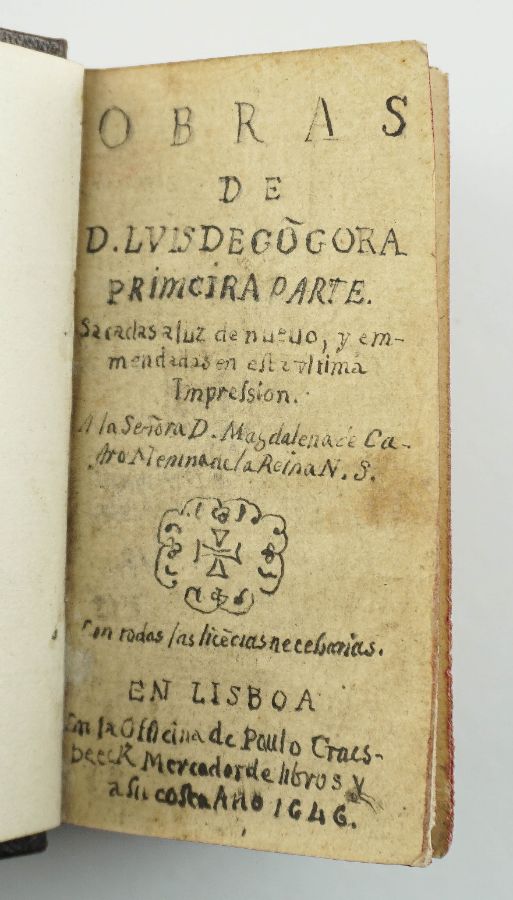 OBRAS
DE
D. LVIS DE GÕGORA
PRIMEIRA PARTE.
Sacadas a luz de nueuo, y em-
mendadas en esta vltima
Impression.
A la Señora D. Magdalena de Ca-
stro Menina de la Reina N. S.
Con todas las licēcias necessarias.
EN LISBOA
En la Officina de Paulo Craes-
beeck Mercador de libros y
a su costa Año 1646.